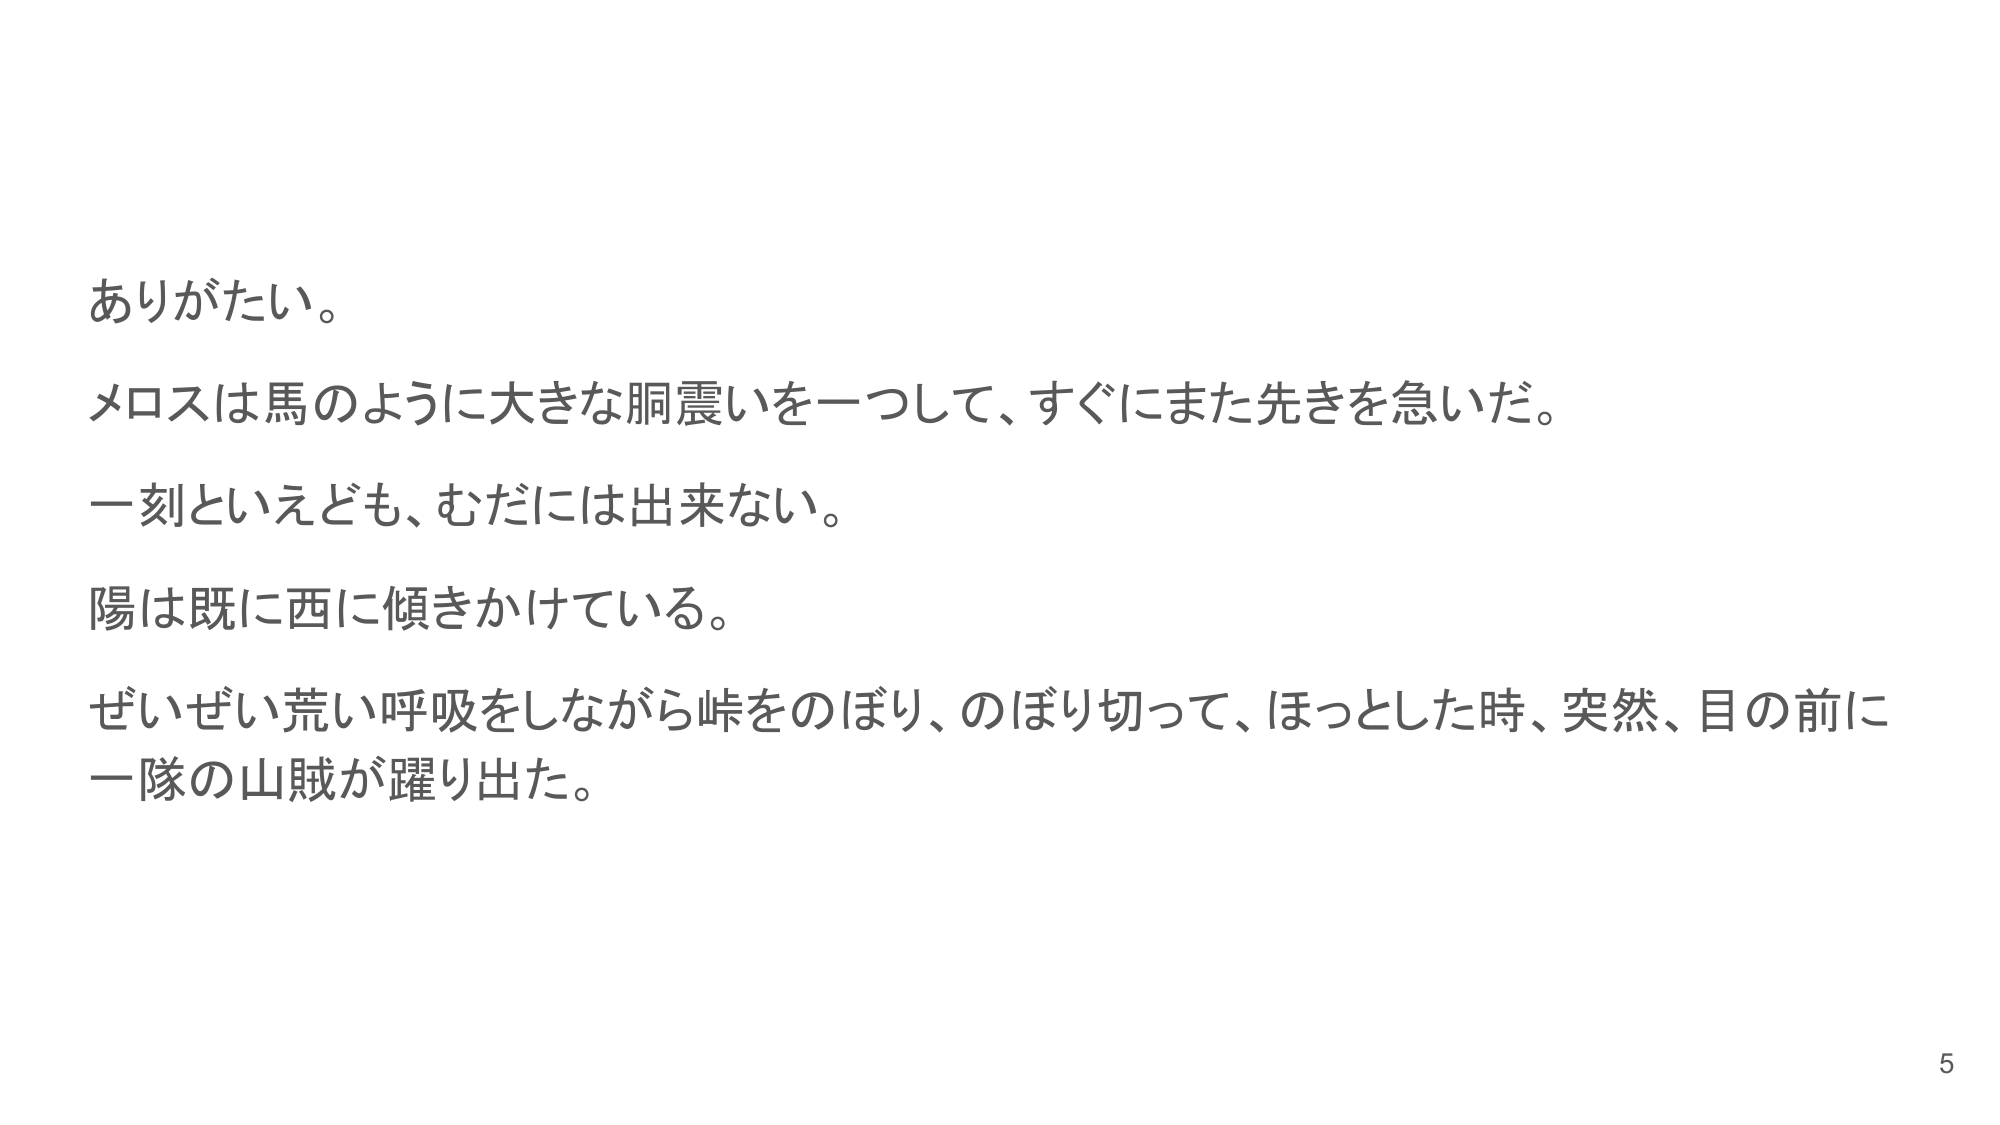 ありがたい。
メロスは馬のように大きな胴震いを一つして、すぐにまた先きを急いだ。
一刻といえども、むだには出来ない。
陽は既に西に傾きかけている。
ぜいぜい荒い呼吸をしながら峠をのぼり、のぼり切って、ほっとした時、突然、目の前に
一隊の山賊が躍り出た。
5